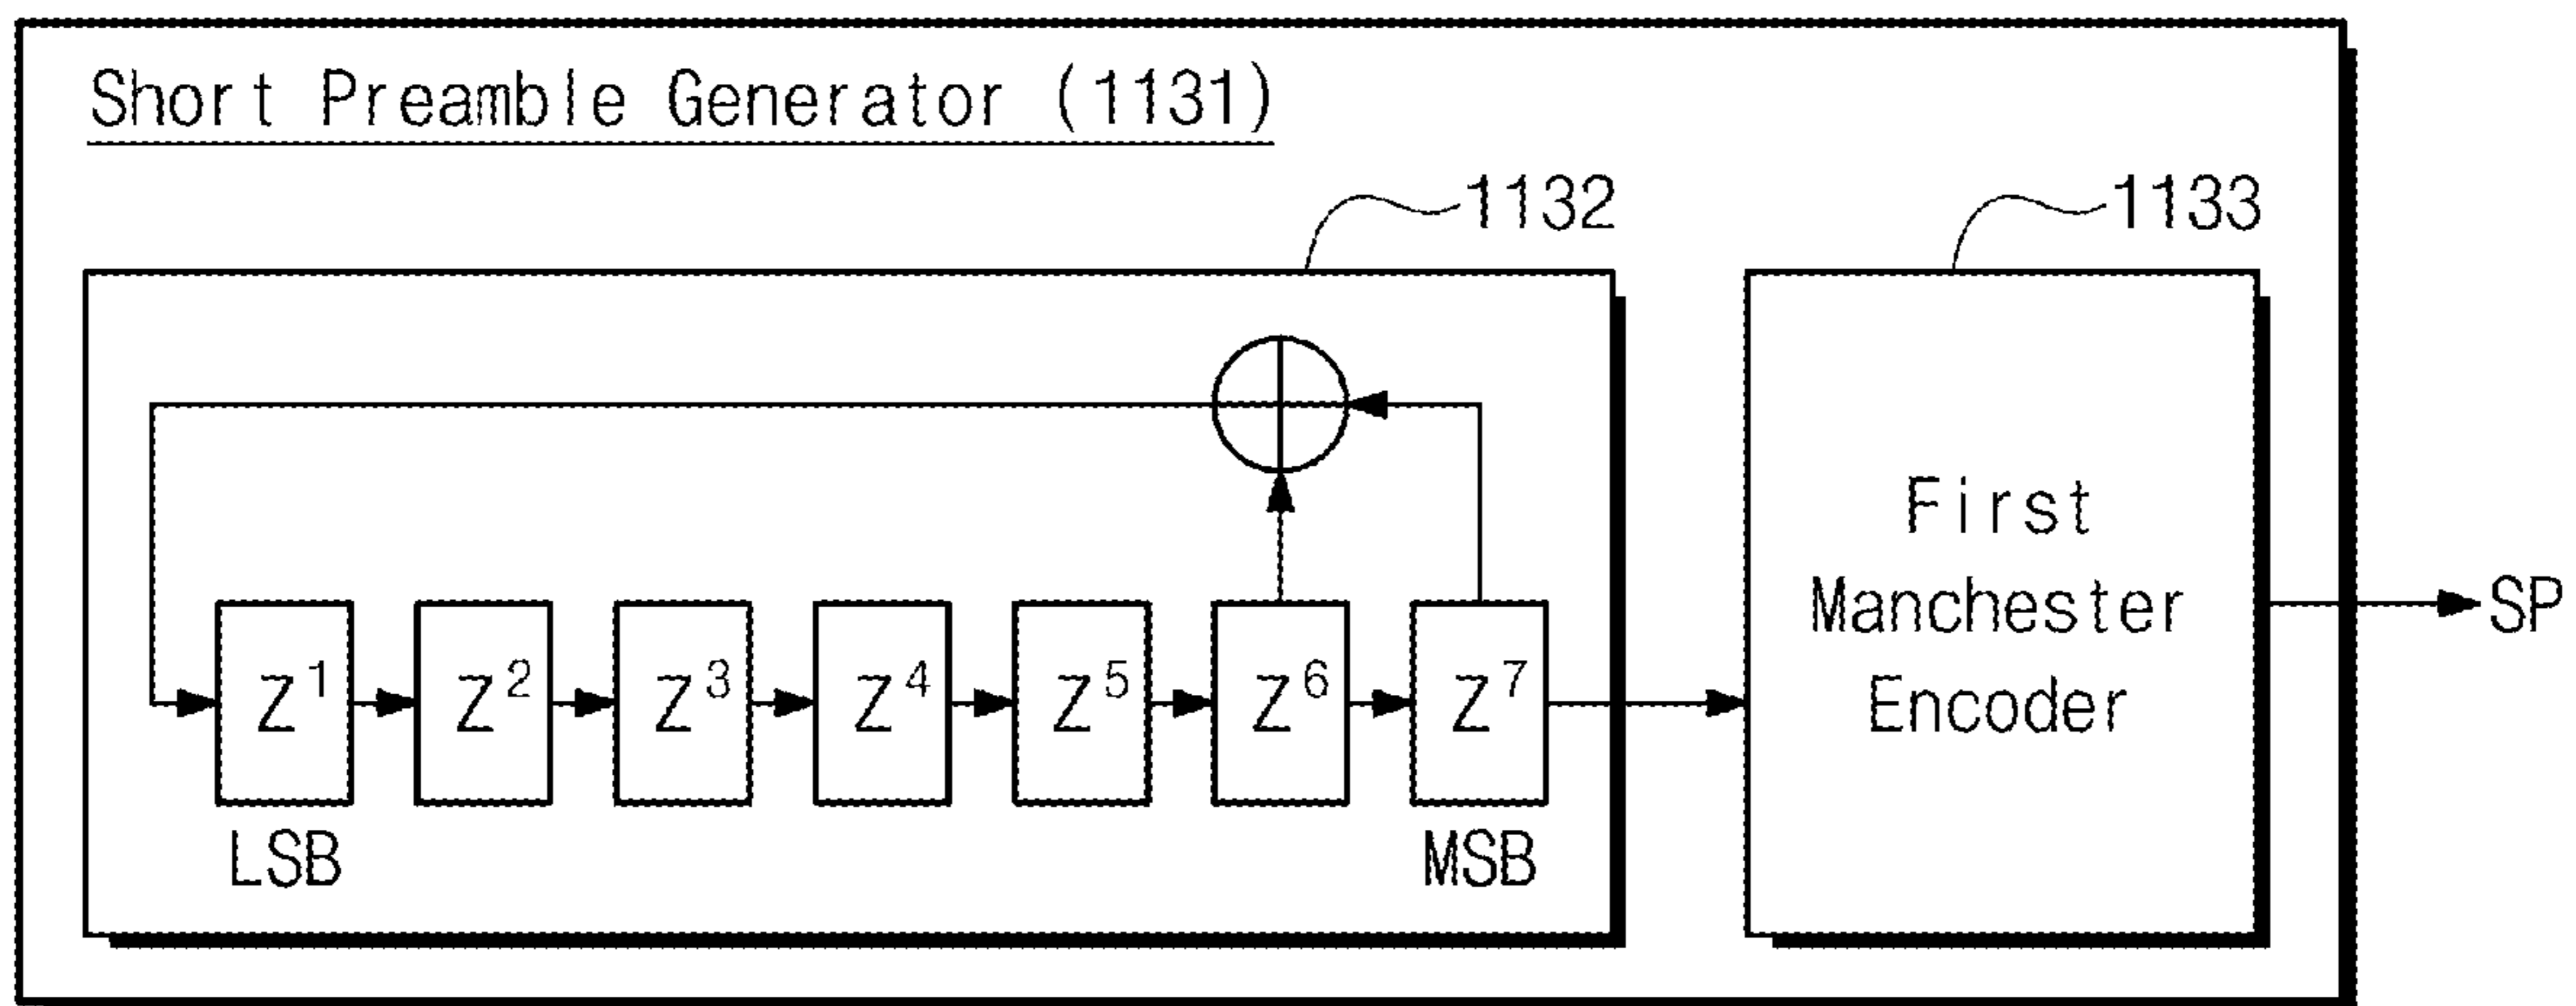 Short Preamble Generator (1131)
1132
1133
First
Manchester
Encoder
SP
Z¹ Z² Z³ Z⁴ Z⁵ Z⁶ Z⁷
LSB MSB